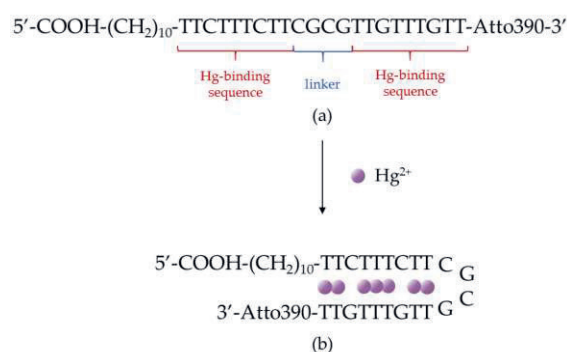 5′-COOH-(CH₂)₁₀-TTCTTTCTTCGCGTTGTTTGTT-Atto390-3′
Hg-binding sequence
linker
Hg-binding sequence
(a)
Hg²⁺
5′-COOH-(CH₂)₁₀-TTCTTTCTT C
G
C
3′-Atto390-TTGTTTGTT G
(b)